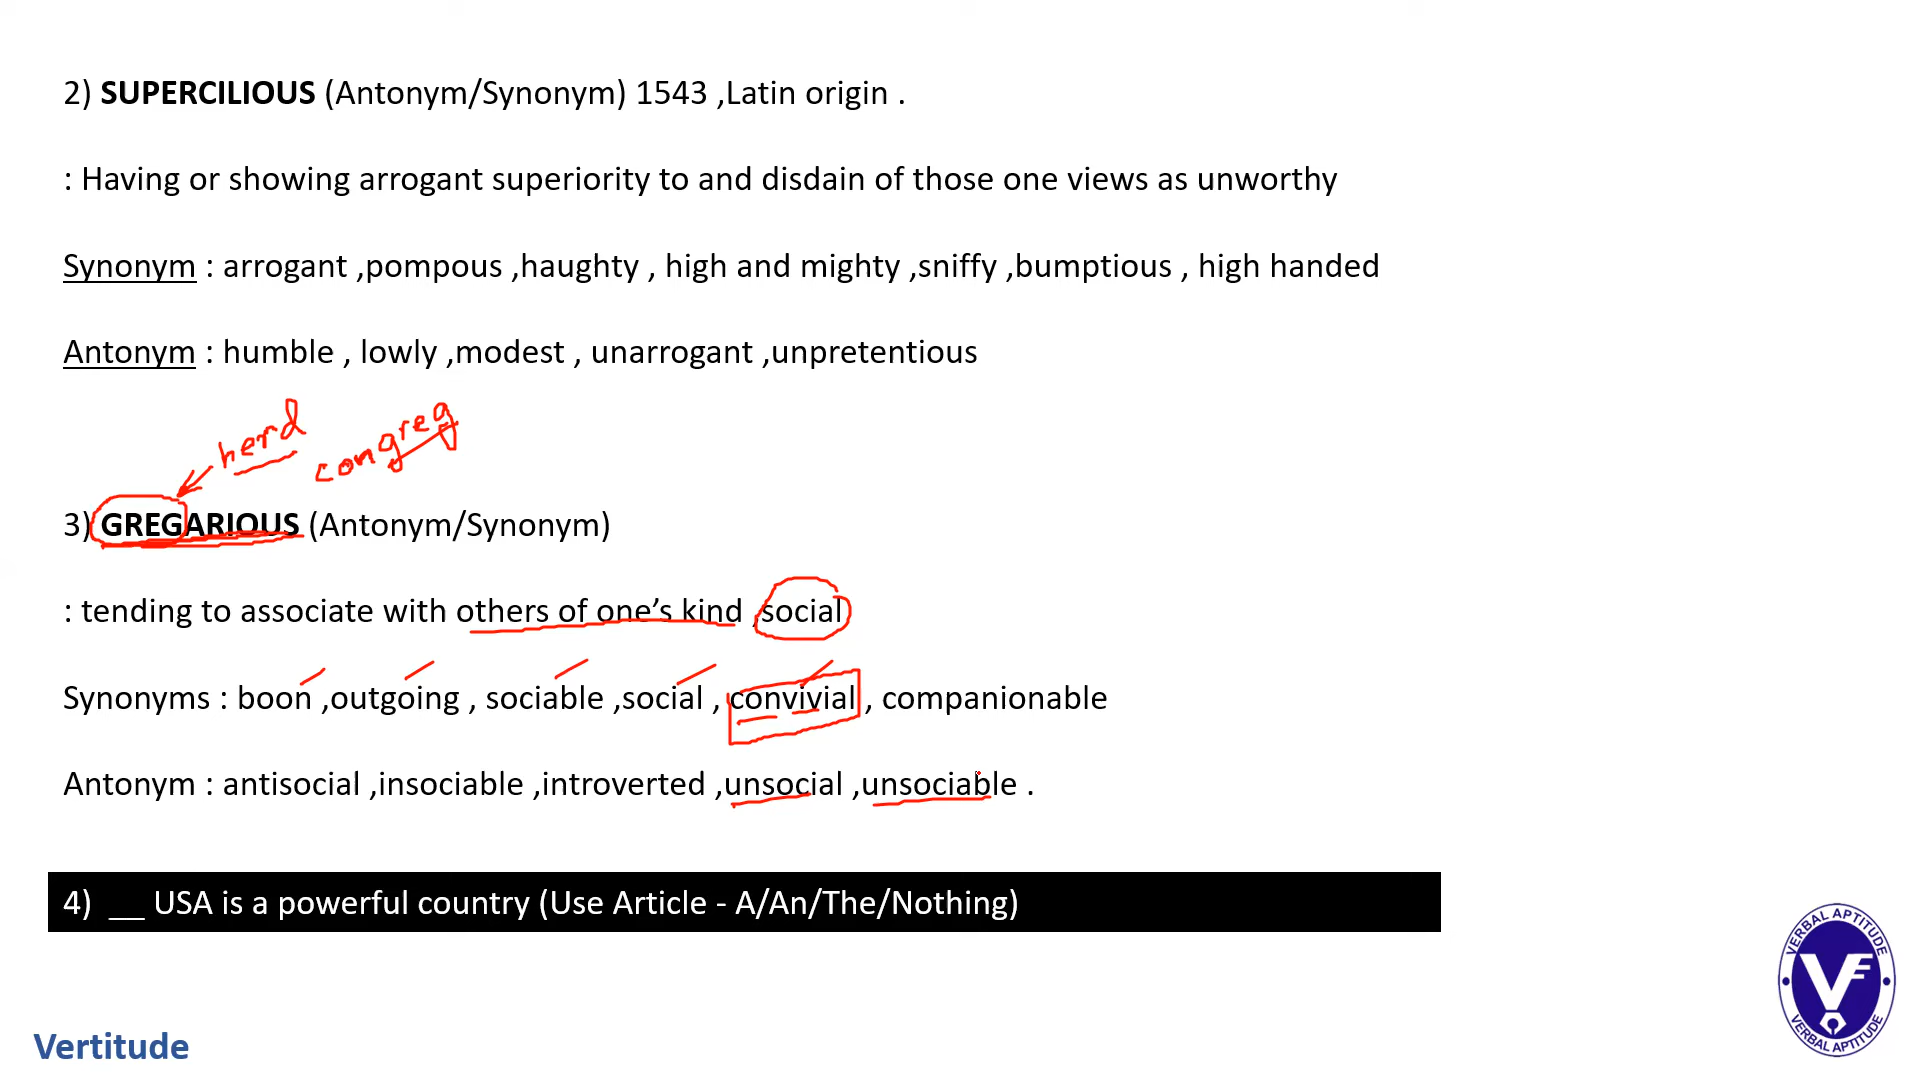 2) SUPERCILIOUS (Antonym/Synonym) 1543 ,Latin origin .
: Having or showing arrogant superiority to and disdain of those one views as unworthy
Synonym : arrogant ,pompous ,haughty , high and mighty ,sniffy ,bumptious , high handed
Antonym : humble , lowly ,modest , unarrogant ,unpretentious
herd congreg
3) GREGARIOUS (Antonym/Synonym)
: tending to associate with others of one’s kind ,social
Synonyms : boon ,outgoing , sociable ,social , convivial , companionable
Antonym : antisocial ,insociable ,introverted ,unsocial ,unsociable .
4) __ USA is a powerful country (Use Article - A/An/The/Nothing)
VERBAL APTITUDE
VERBAL APTITUDE
Vertitude